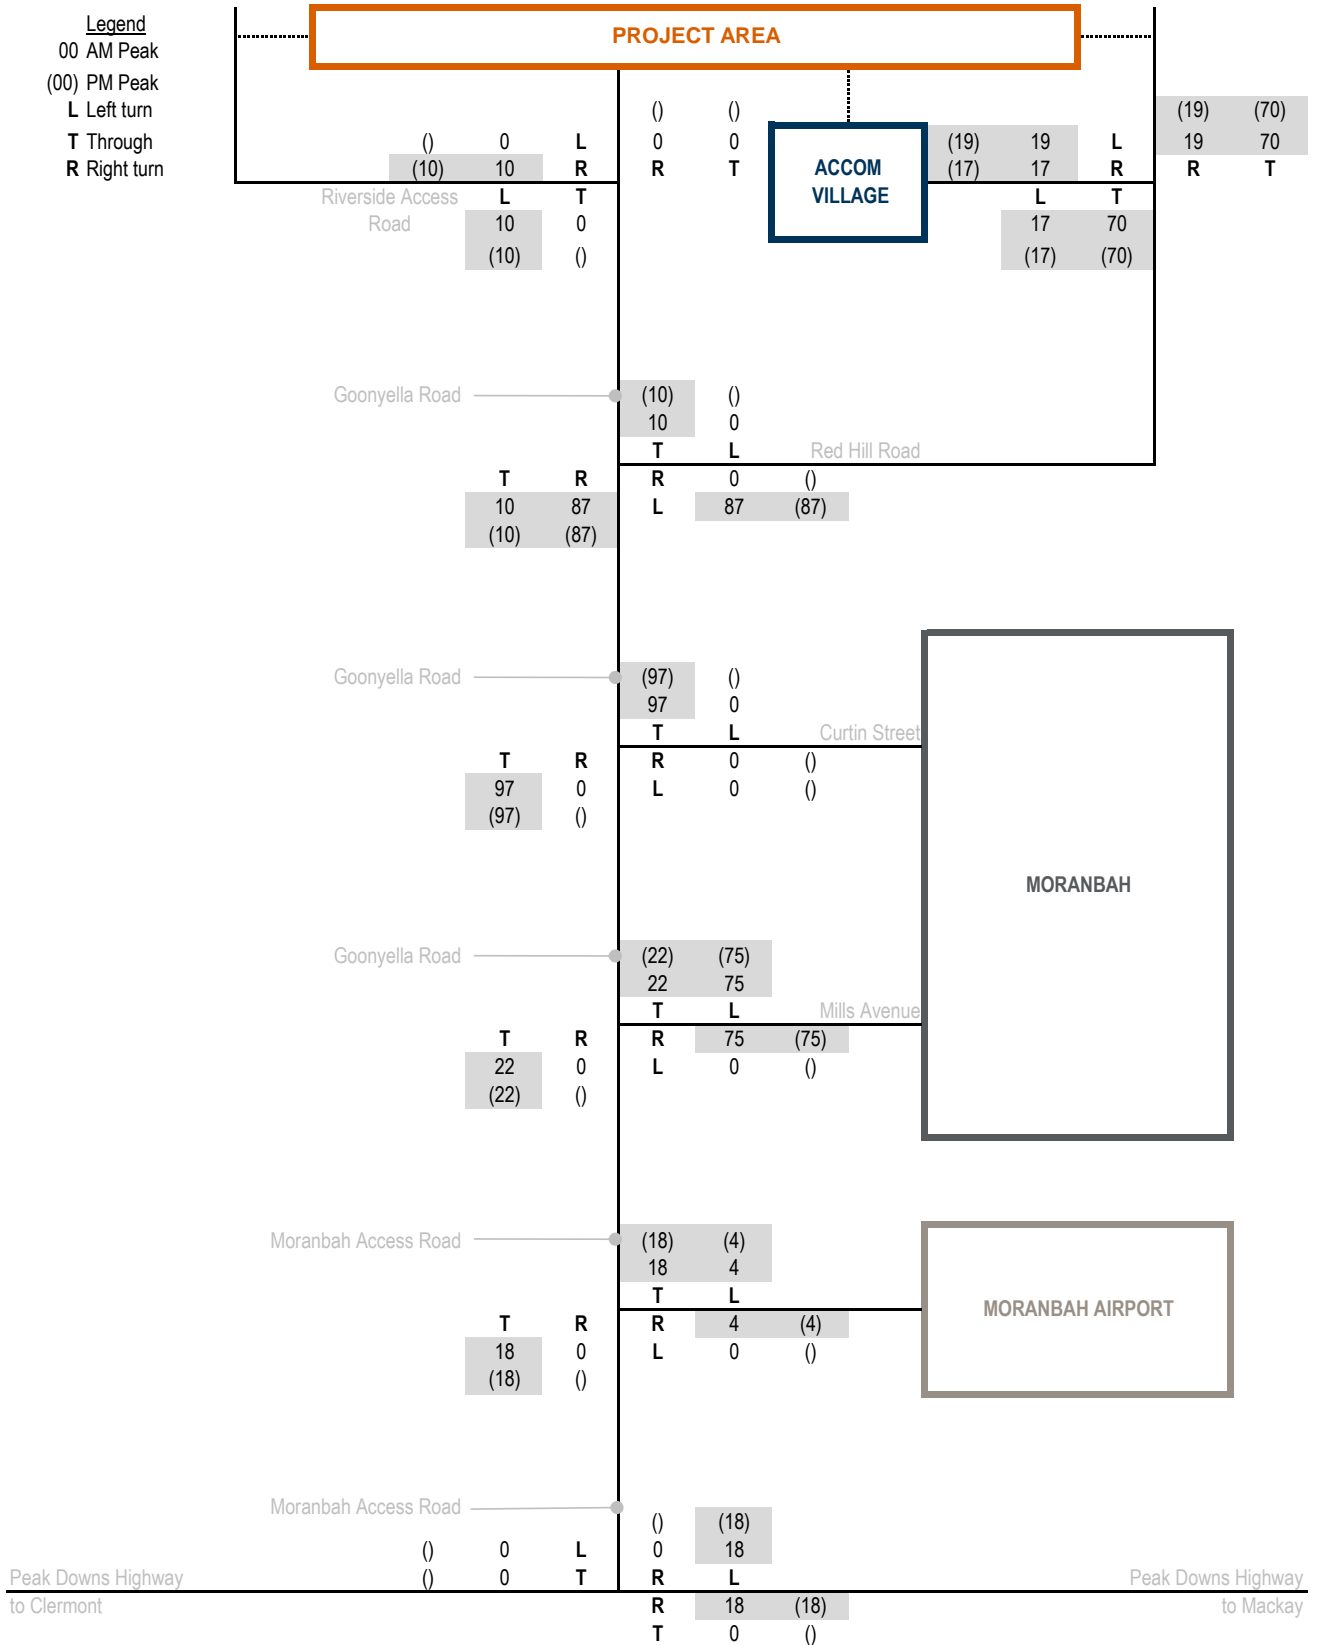 Legend
00 AM Peak
(00) PM Peak
L Left turn
T Through
R Right turn
PROJECT AREA
() ()
() 0 L 0 0
(10) 10 R R T
Riverside Access
Road
L T
10 0
(10) ()
ACCOM
VILLAGE
(19) (70)
(19) 19 L 19 70
(17) 17 R R T
L T
17 70
(17) (70)
Goonyella Road (10) ()
10 0
T L Red Hill Road
T R R 0 ()
10 87 L 87 (87)
(10) (87)
Goonyella Road (97) ()
97 0
T L Curtin Street
T R R 0 ()
97 0 L 0 ()
(97) ()
MORANBAH
Goonyella Road (22) (75)
22 75
T L Mills Avenue
T R R 75 (75)
22 0 L 0 ()
(22) ()
Moranbah Access Road (18) (4)
18 4
T L
MORANBAH AIRPORT
T R R 4 (4)
18 0 L 0 ()
(18) ()
Moranbah Access Road
() (18)
() 0 L 0 18
Peak Downs Highway () 0 T R L Peak Downs Highway
to Clermont R 18 (18) to Mackay
T 0 ()